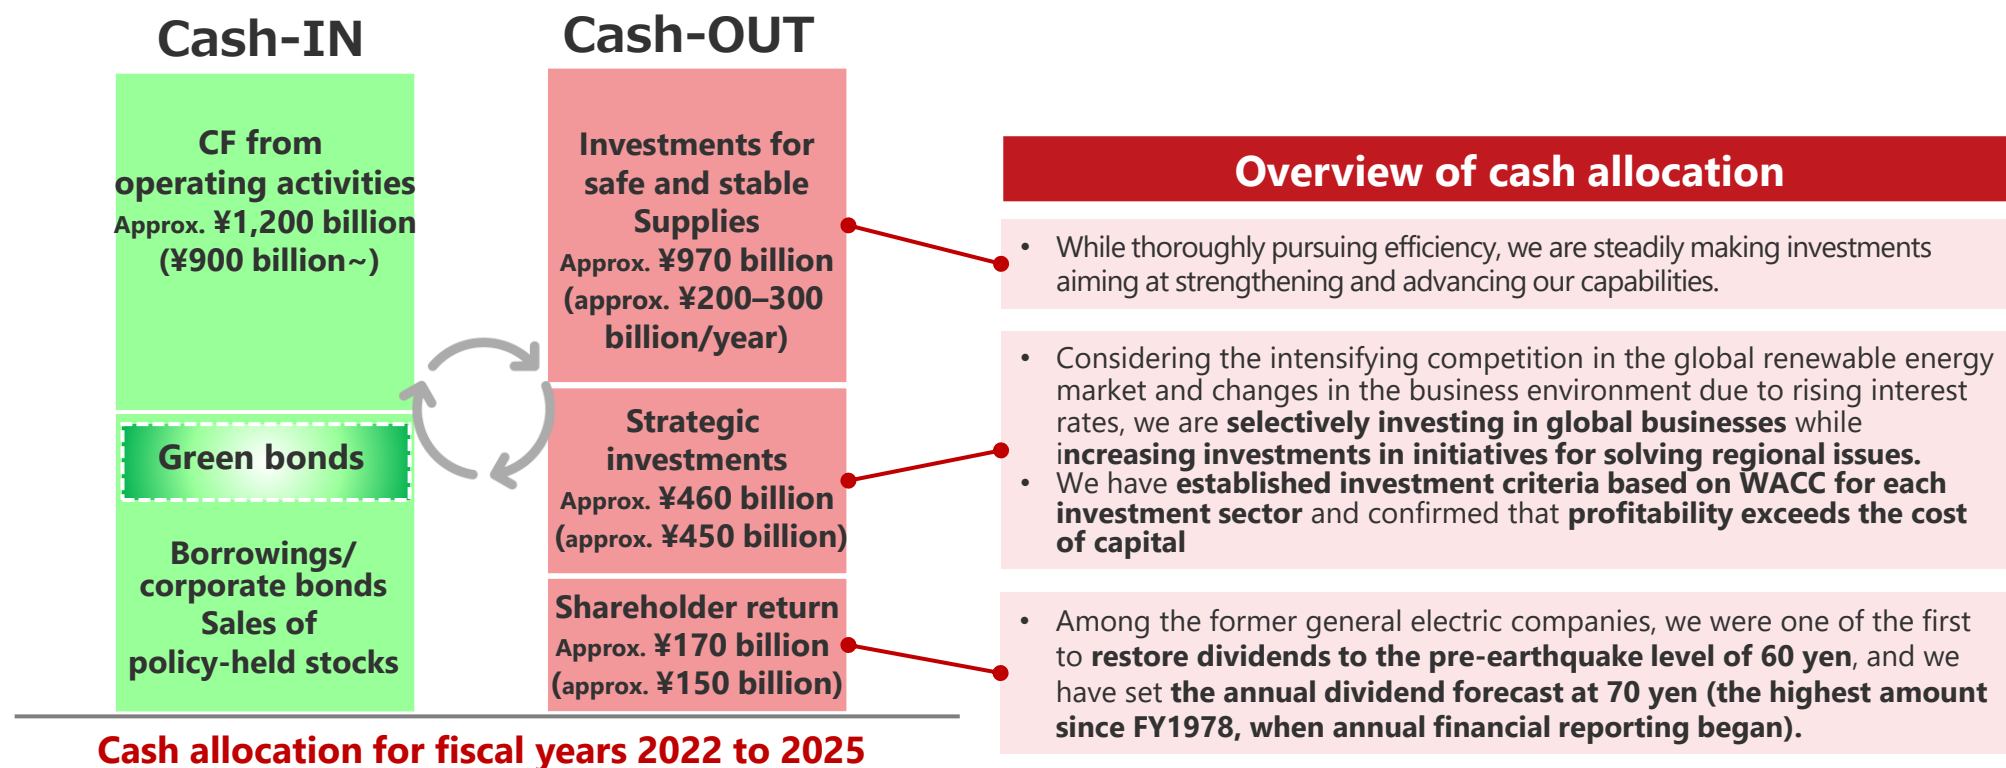 Cash-IN
CF from
operating activities
Approx. ¥1,200 billion
(¥900 billion~)
Green bonds
Borrowings/
corporate bonds
Sales of
policy-held stocks
Cash-OUT
Investments for
safe and stable
Supplies
Approx. ¥970 billion
(approx. ¥200–300
billion/year)
Strategic
investments
Approx. ¥460 billion
(approx. ¥450 billion)
Shareholder return
Approx. ¥170 billion
(approx. ¥150 billion)
Cash allocation for fiscal years 2022 to 2025
Overview of cash allocation
• While thoroughly pursuing efficiency, we are steadily making investments
aiming at strengthening and advancing our capabilities.
• Considering the intensifying competition in the global renewable energy
market and changes in the business environment due to rising interest
rates, we are selectively investing in global businesses while
increasing investments in initiatives for solving regional issues.
• We have established investment criteria based on WACC for each
investment sector and confirmed that profitability exceeds the cost
of capital
• Among the former general electric companies, we were one of the first
to restore dividends to the pre-earthquake level of 60 yen, and we
have set the annual dividend forecast at 70 yen (the highest amount
since FY1978, when annual financial reporting began).